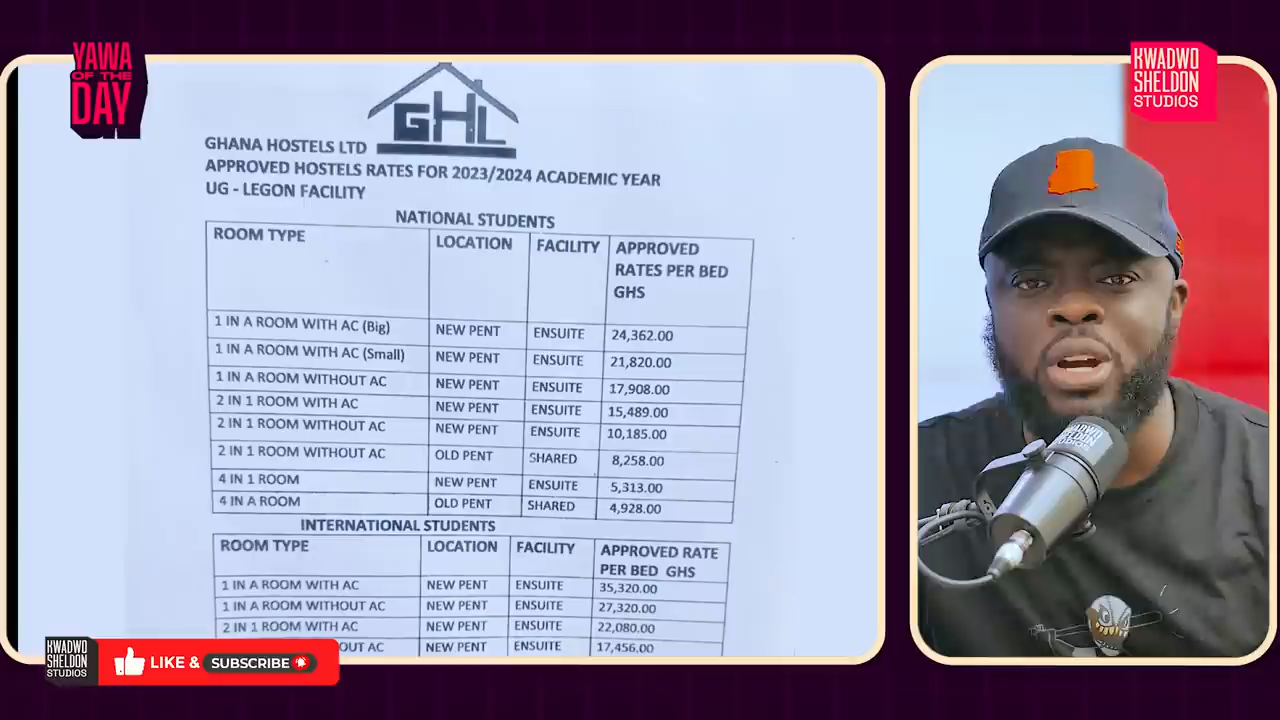 YAWA
OF THE
DAY
GHL
GHANA HOSTELS LTD
APPROVED HOSTELS RATES FOR 2023/2024 ACADEMIC YEAR
UG - LEGON FACILITY
NATIONAL STUDENTS
ROOM TYPE LOCATION FACILITY APPROVED RATES PER BED GHS
1 IN A ROOM WITH AC (Big) NEW PENT ENSUITE 24,362.00
1 IN A ROOM WITH AC (Small) NEW PENT ENSUITE 21,820.00
1 IN A ROOM WITHOUT AC NEW PENT ENSUITE 17,908.00
2 IN 1 ROOM WITH AC NEW PENT ENSUITE 15,489.00
2 IN 1 ROOM WITHOUT AC NEW PENT ENSUITE 10,185.00
2 IN 1 ROOM WITHOUT AC OLD PENT SHARED 8,258.00
4 IN 1 ROOM NEW PENT ENSUITE 5,313.00
4 IN A ROOM OLD PENT SHARED 4,928.00
INTERNATIONAL STUDENTS
ROOM TYPE LOCATION FACILITY APPROVED RATE PER BED GHS
1 IN A ROOM WITH AC NEW PENT ENSUITE 35,320.00
1 IN A ROOM WITHOUT AC NEW PENT ENSUITE 27,320.00
2 IN 1 ROOM WITH AC NEW PENT ENSUITE 22,080.00
OUT AC NEW PENT ENSUITE 17,456.00
KWADWO
SHELDON
STUDIOS
LIKE & SUBSCRIBE
KWADWO
SHELDON
STUDIOS
KWADWO
SHELDON
STUDIOS